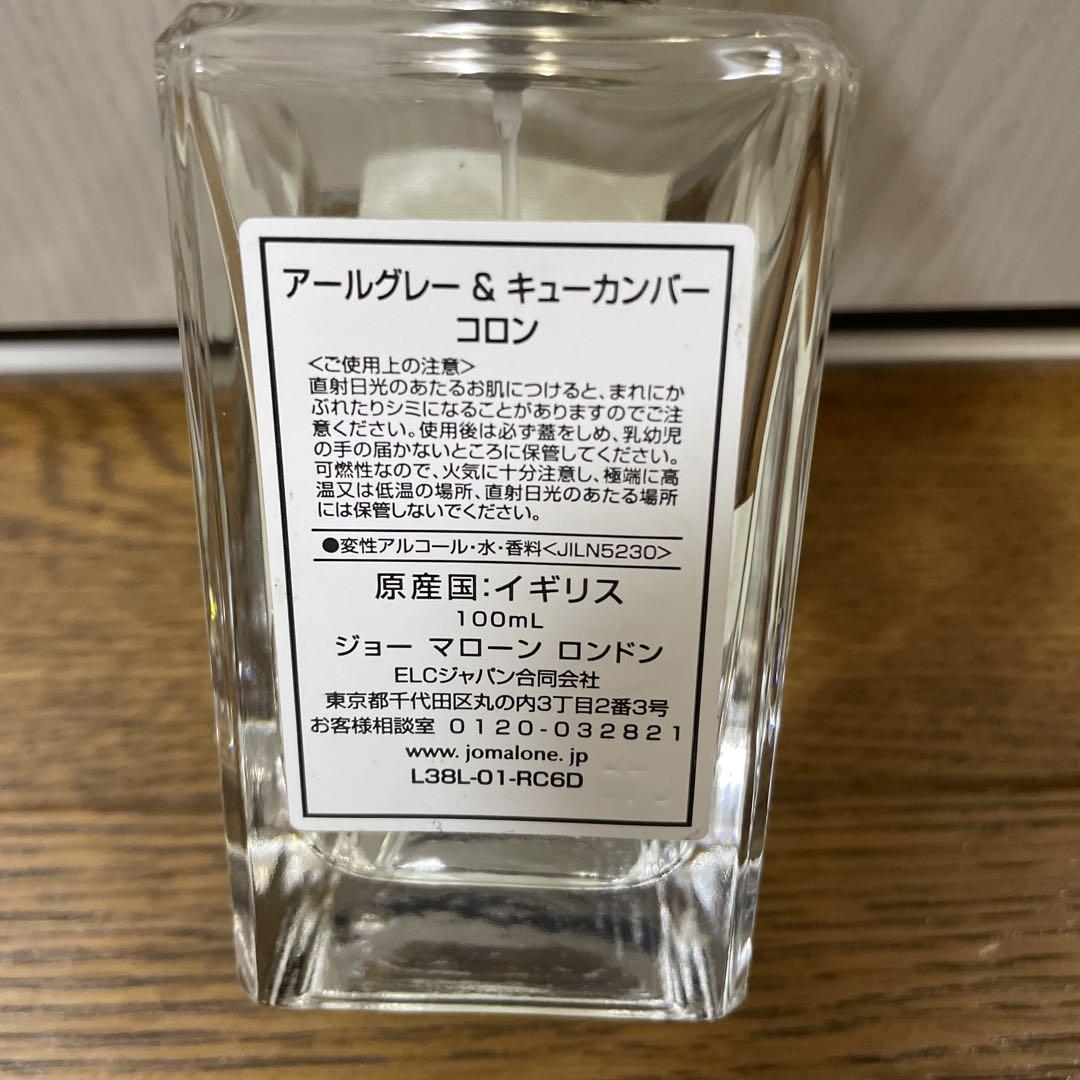 アールグレー & キューカンバー
コロン
<ご使用上の注意>
直射日光のあたるお肌につけると、まれにか
ぶれたりシミになることがありますのでご注
意ください。使用後は必ず蓋をしめ、乳幼児
の手の届かないところに保管してください。
可燃性なので、火気に十分注意し、極端に高
温又は低温の場所、直射日光のあたる場所
には保管しないでください。
●変性アルコール・水・香料<JILN5230>
原産国:イギリス
100mL
ジョー マローン ロンドン
ELCジャパン合同会社
東京都千代田区丸の内3丁目2番3号
お客様相談室 0120-032821
www. jomalone. jp
L38L-01-RC6D